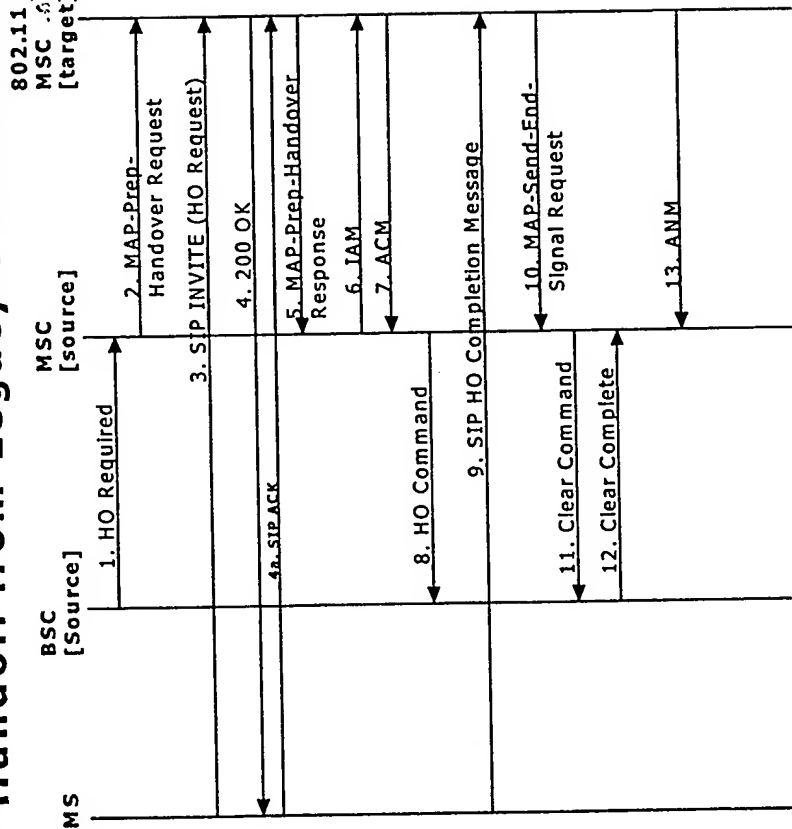 802.11
MSC
[target]
MSC
[source]
BSC
[Source]
MS
1. HO Required
2. MAP-Prep-
Handover Request
3. SIP INVITE (HO Request)
4. 200 OK
4a. SIP ACK
5. MAP-Prep-Handover
Response
6. IAM
7. ACM
8. HO Command
9. SIP HO Completion Message
10. MAP-Send-End-
Signal Request
11. Clear Command
12. Clear Complete
13. ANM